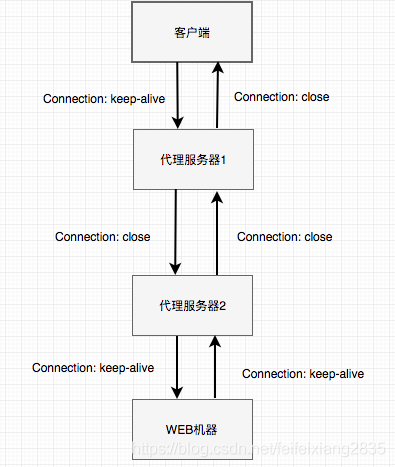 客户端
Connection: keep-alive
Connection: close
代理服务器1
Connection: close
Connection: close
代理服务器2
Connection: keep-alive
Connection: keep-alive
WEB机器
https://blog.csdn.net/feifeixiang2835